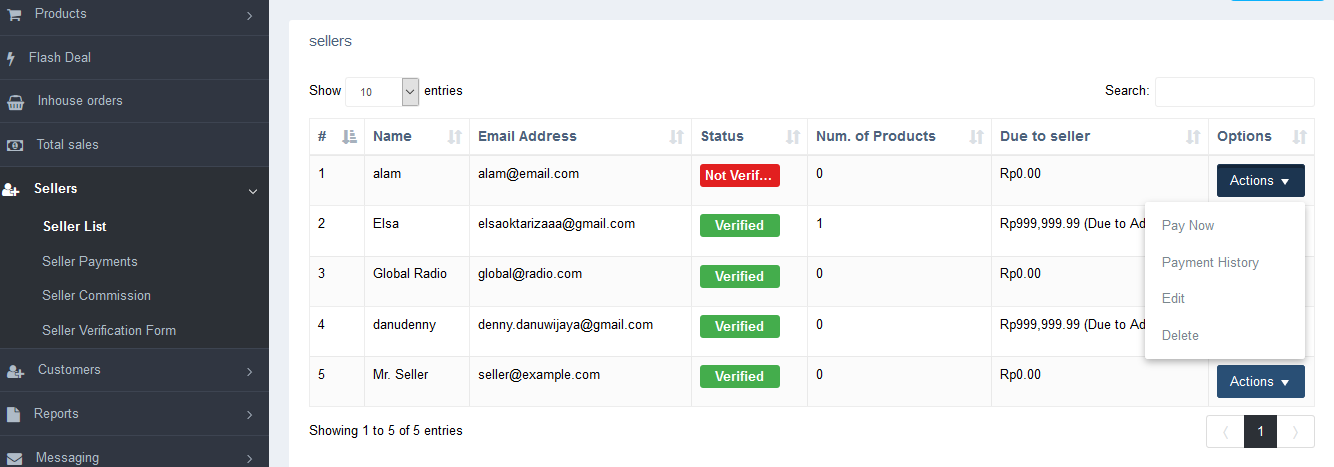 Products
Flash Deal
Inhouse orders
Total sales
Sellers
Seller List
Seller Payments
Seller Commission
Seller Verification Form
Customers
Reports
Messaging
sellers
Show 10 entries
Search:
# Name Email Address Status Num. of Products Due to seller Options
1 alam alam@email.com Not Verif... 0 Rp0.00 Actions
2 Elsa elsaoktarizaaa@gmail.com Verified 1 Rp999,999.99 (Due to Ad
3 Global Radio global@radio.com Verified 0 Rp0.00
4 danudenny denny.danuwijaya@gmail.com Verified 0 Rp999,999.99 (Due to Ad
5 Mr. Seller seller@example.com Verified 0 Rp0.00 Actions
Pay Now
Payment History
Edit
Delete
Showing 1 to 5 of 5 entries
1